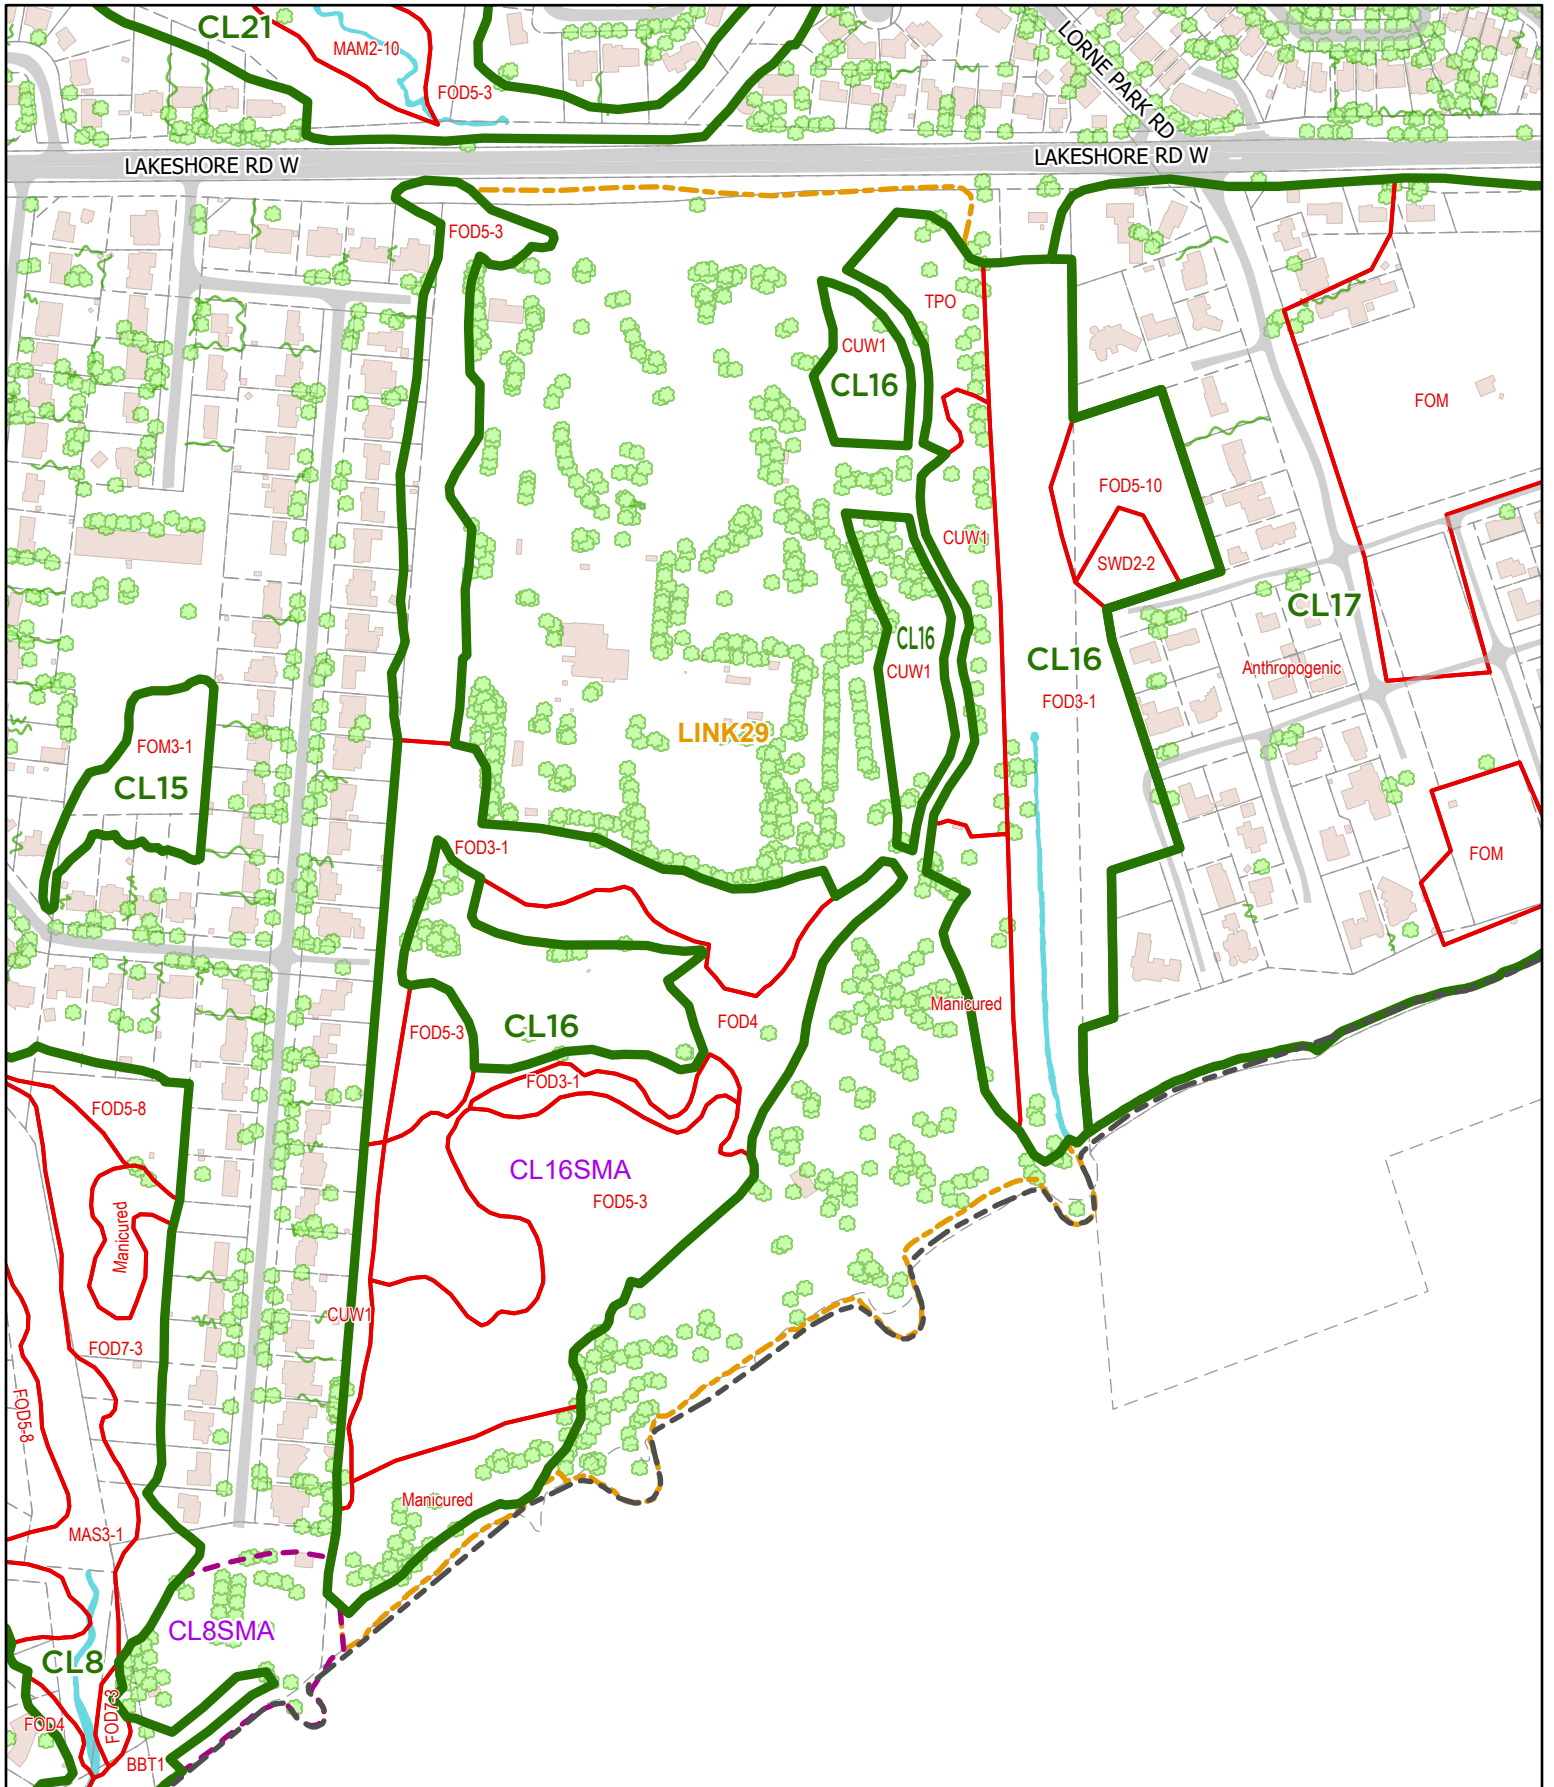 CL21
MAM2-10
FOD5-3
LORNE PARK RD
LAKESHORE RD W
LAKESHORE RD W
FOD5-3
TPO
CUW1
CL16
FOM
FOD5-10
CUW1
SWD2-2
CL17
CL16
CUW1
CL16
FOD3-1
Anthropogenic
LINK29
FOM3-1
CL15
FOD3-1
FOM
Manicured
FOD4
CL16
FOD5-3
FOD3-1
FOD5-8
CL16SMA
FOD5-3
Manicured
CUW1
FOD7-3
FOD5-8
Manicured
MAS3-1
CL8SMA
CL8
FOD7-3
FOD4
BBT1